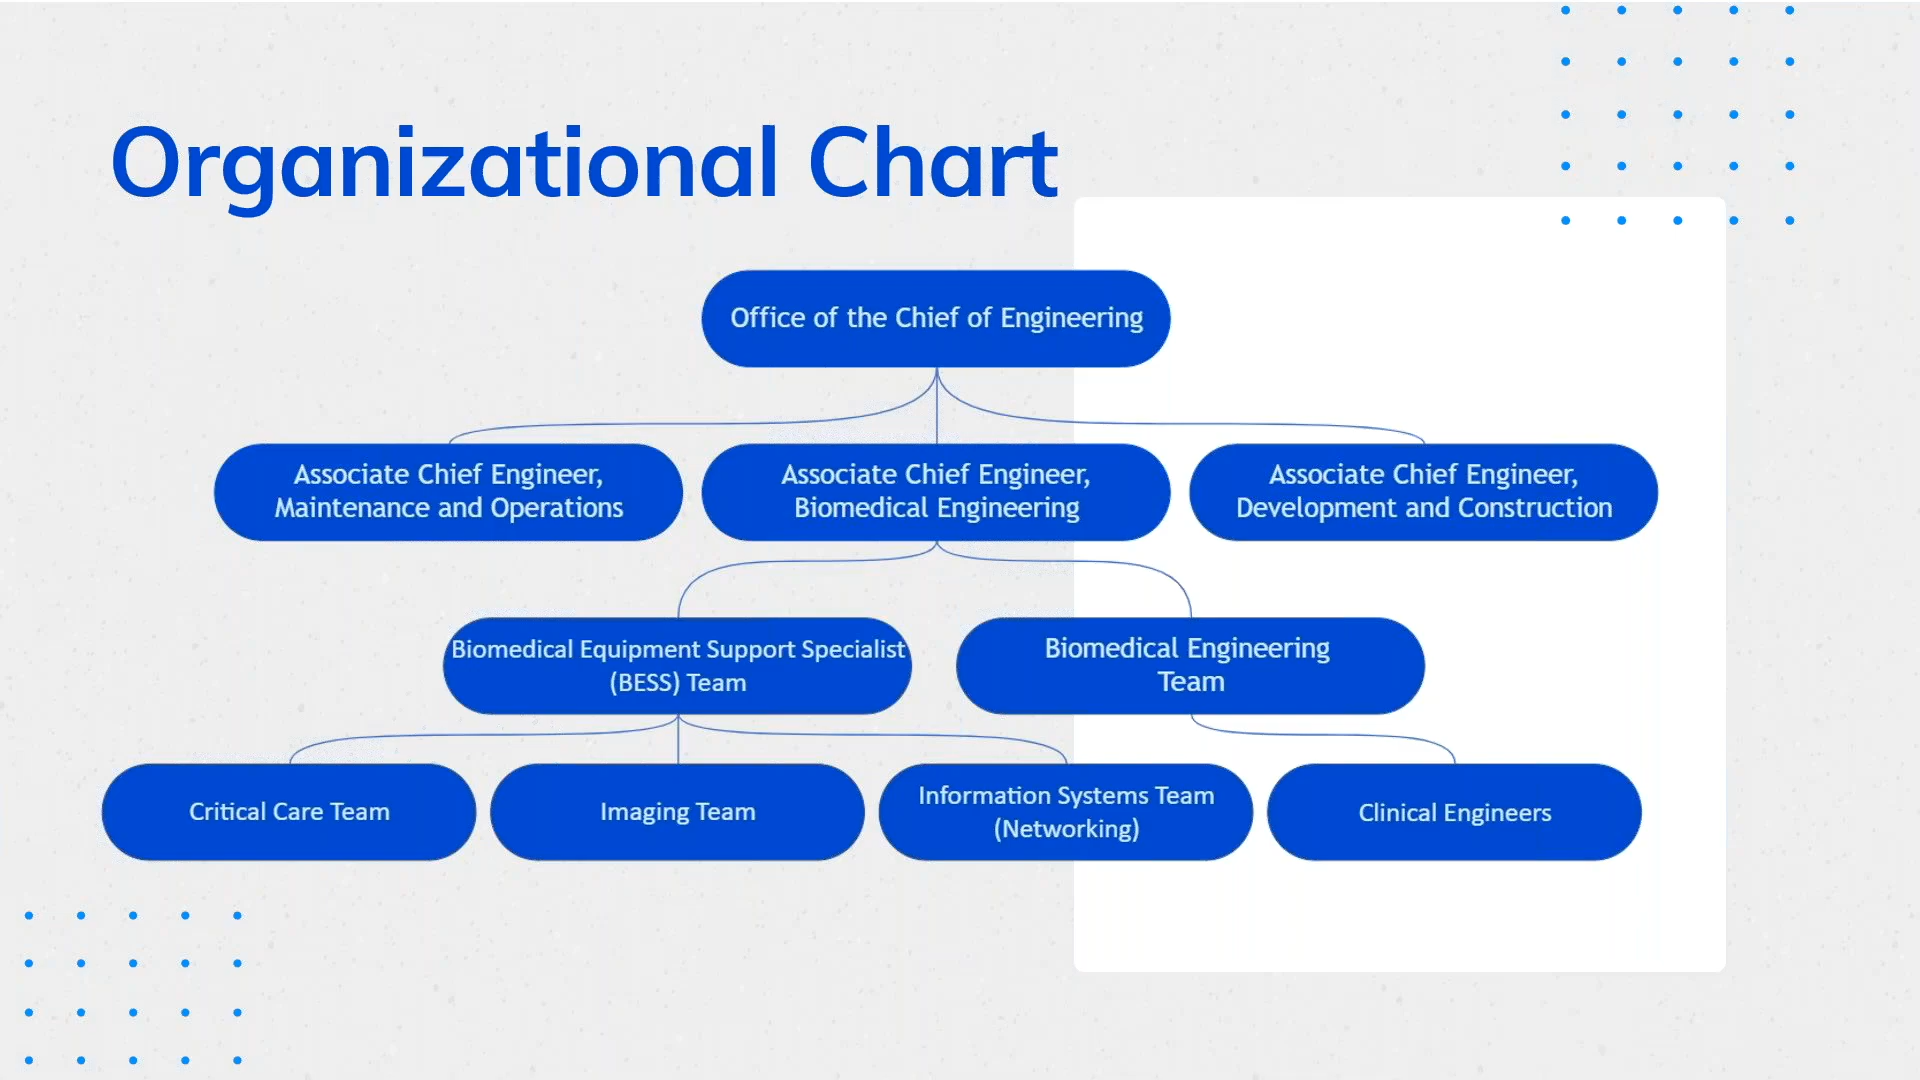 Organizational Chart
Office of the Chief of Engineering
Associate Chief Engineer,
Maintenance and Operations
Associate Chief Engineer,
Biomedical Engineering
Associate Chief Engineer,
Development and Construction
Biomedical Equipment Support Specialist
(BESS) Team
Biomedical Engineering
Team
Critical Care Team
Imaging Team
Information Systems Team
(Networking)
Clinical Engineers